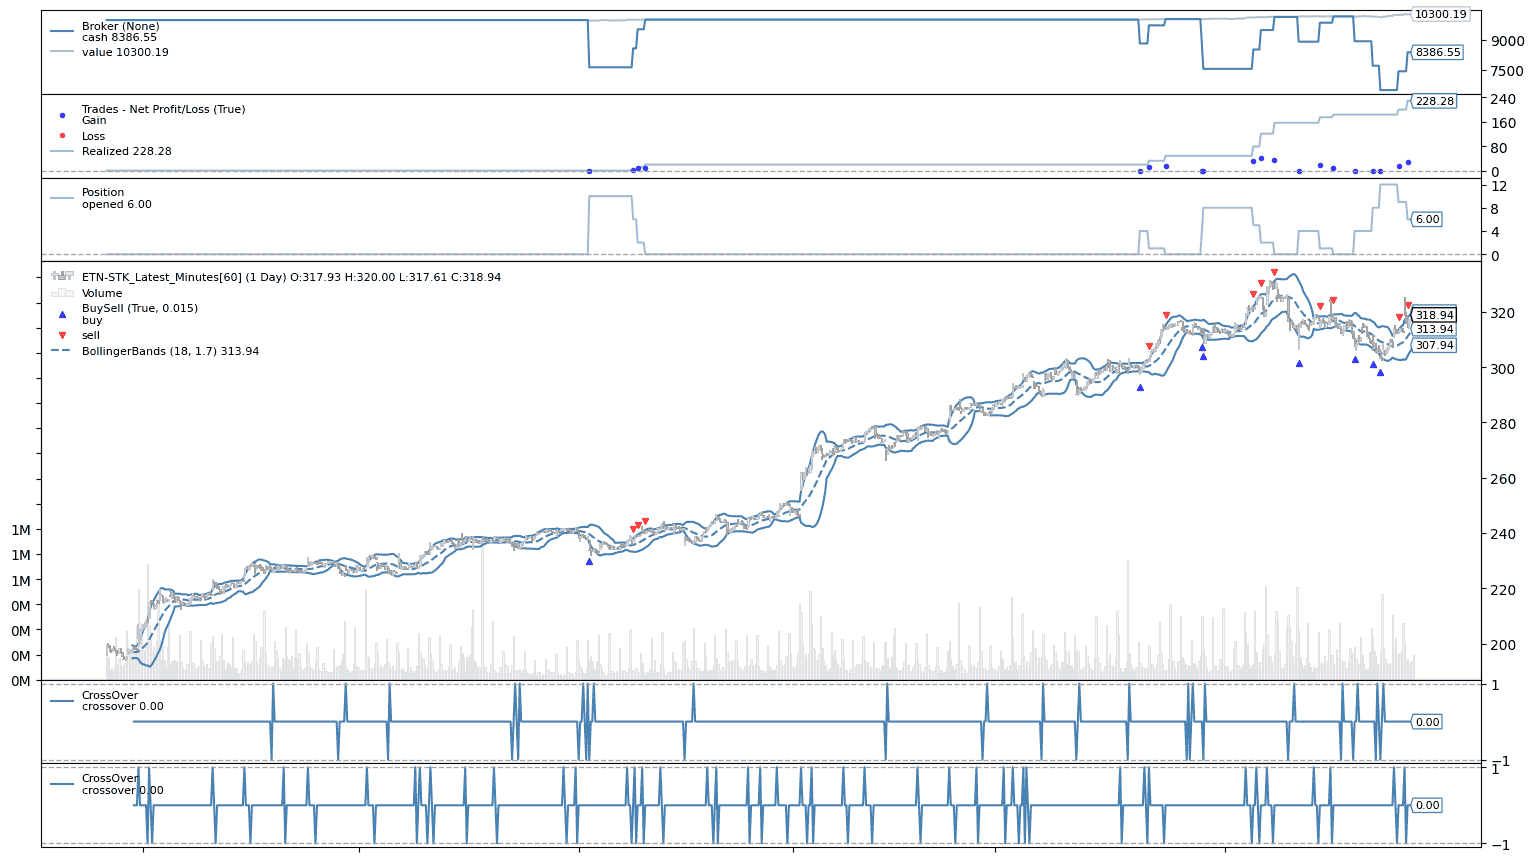 Broker (None)
cash 8386.55
value 10300.19
10300.19
9000
8386.55
7500
Trades - Net Profit/Loss (True)
Gain
Loss
Realized 228.28
240
228.28
160
80
0
Position
opened 6.00
12
8
6.00
4
0
ETN-STK_Latest_Minutes[60] (1 Day) O:317.93 H:320.00 L:317.61 C:318.94
Volume
BuySell (True, 0.015)
buy
sell
BollingerBands (18, 1.7) 313.94
320
318.94
313.94
307.94
300
280
260
240
220
200
1M
1M
1M
0M
0M
0M
0M
CrossOver
crossover 0.00
1
0.00
−1
CrossOver
crossover 0.00
1
0.00
−1